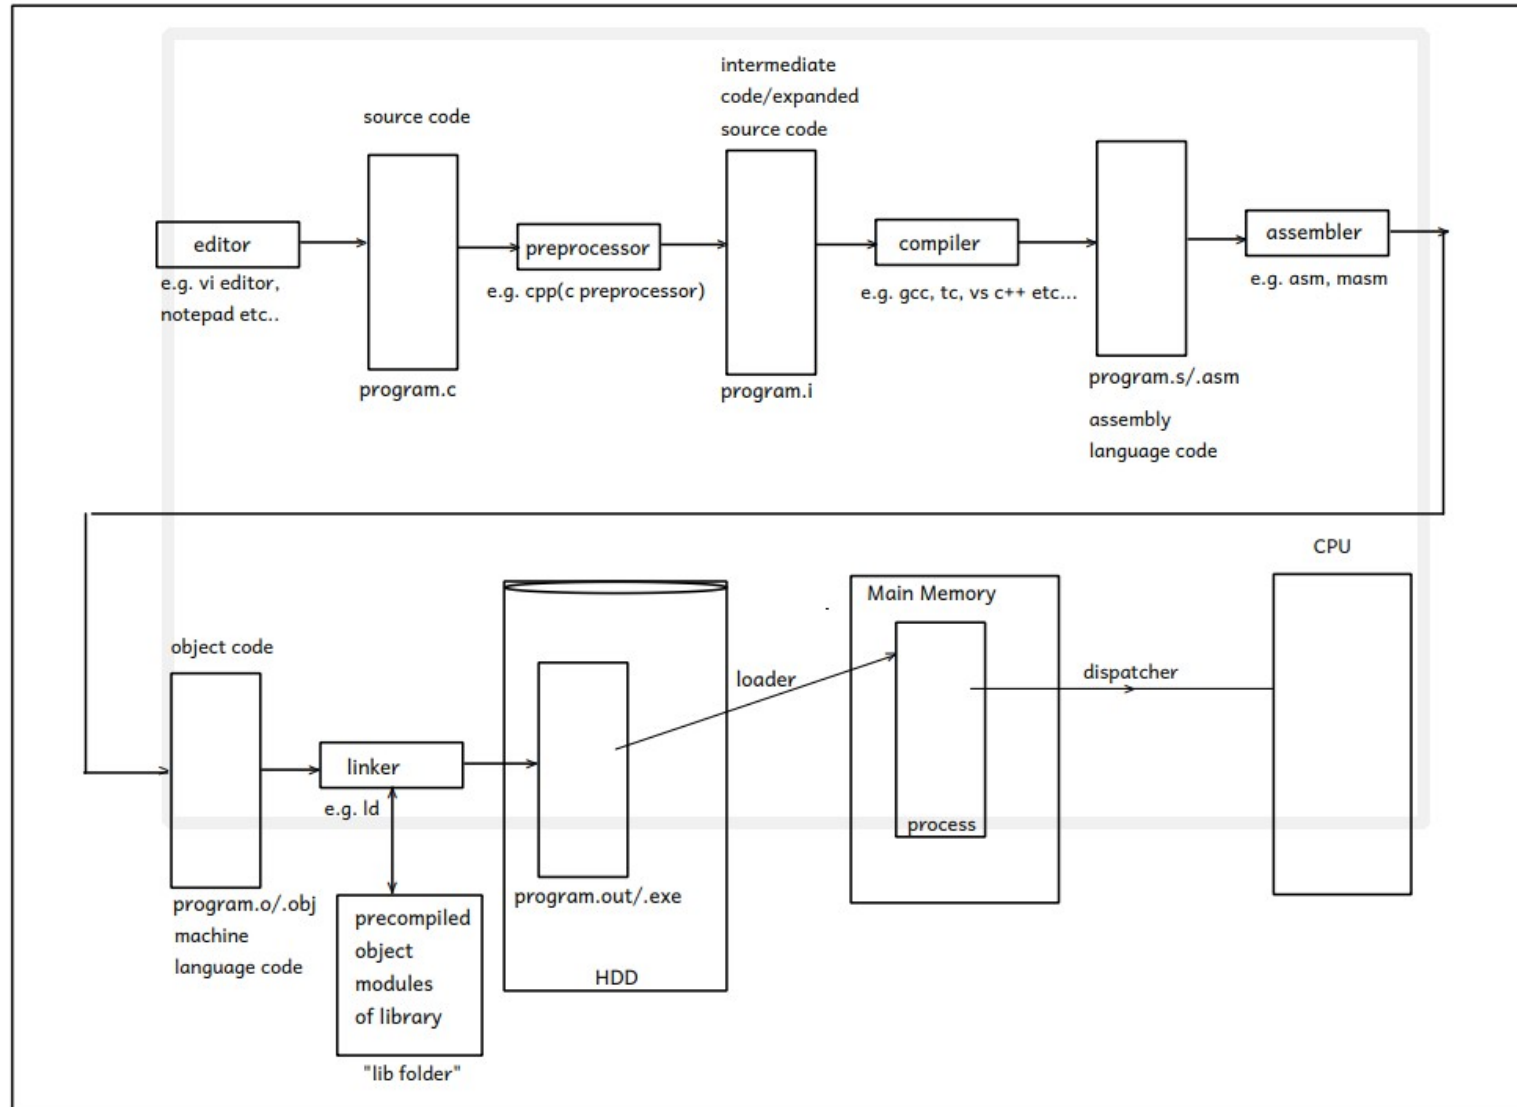 source code
intermediate
code/expanded
source code
editor
e.g. vi editor,
notepad etc..
program.c
preprocessor
e.g. cpp(c preprocessor)
program.i
compiler
e.g. gcc, tc, vs c++ etc...
program.s/.asm
assembly
language code
assembler
e.g. asm, masm
object code
program.o/.obj
machine
language code
linker
e.g. ld
precompiled
object
modules
of library
"lib folder"
program.out/.exe
HDD
loader
Main Memory
process
dispatcher
CPU